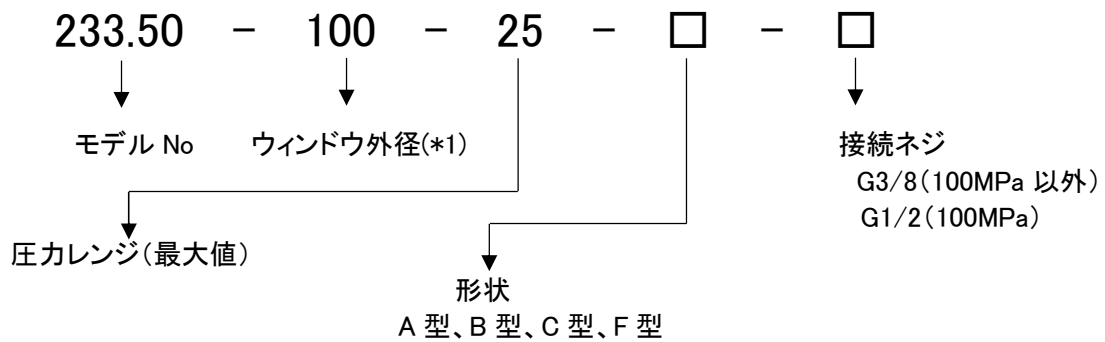 233.50 － 100 － 25 － □ － □
モデル No ウィンドウ外径(*1) 接続ネジ
G3/8(100MPa 以外)
G1/2(100MPa)
圧力レンジ(最大値)
形状
A 型、B 型、C 型、F 型